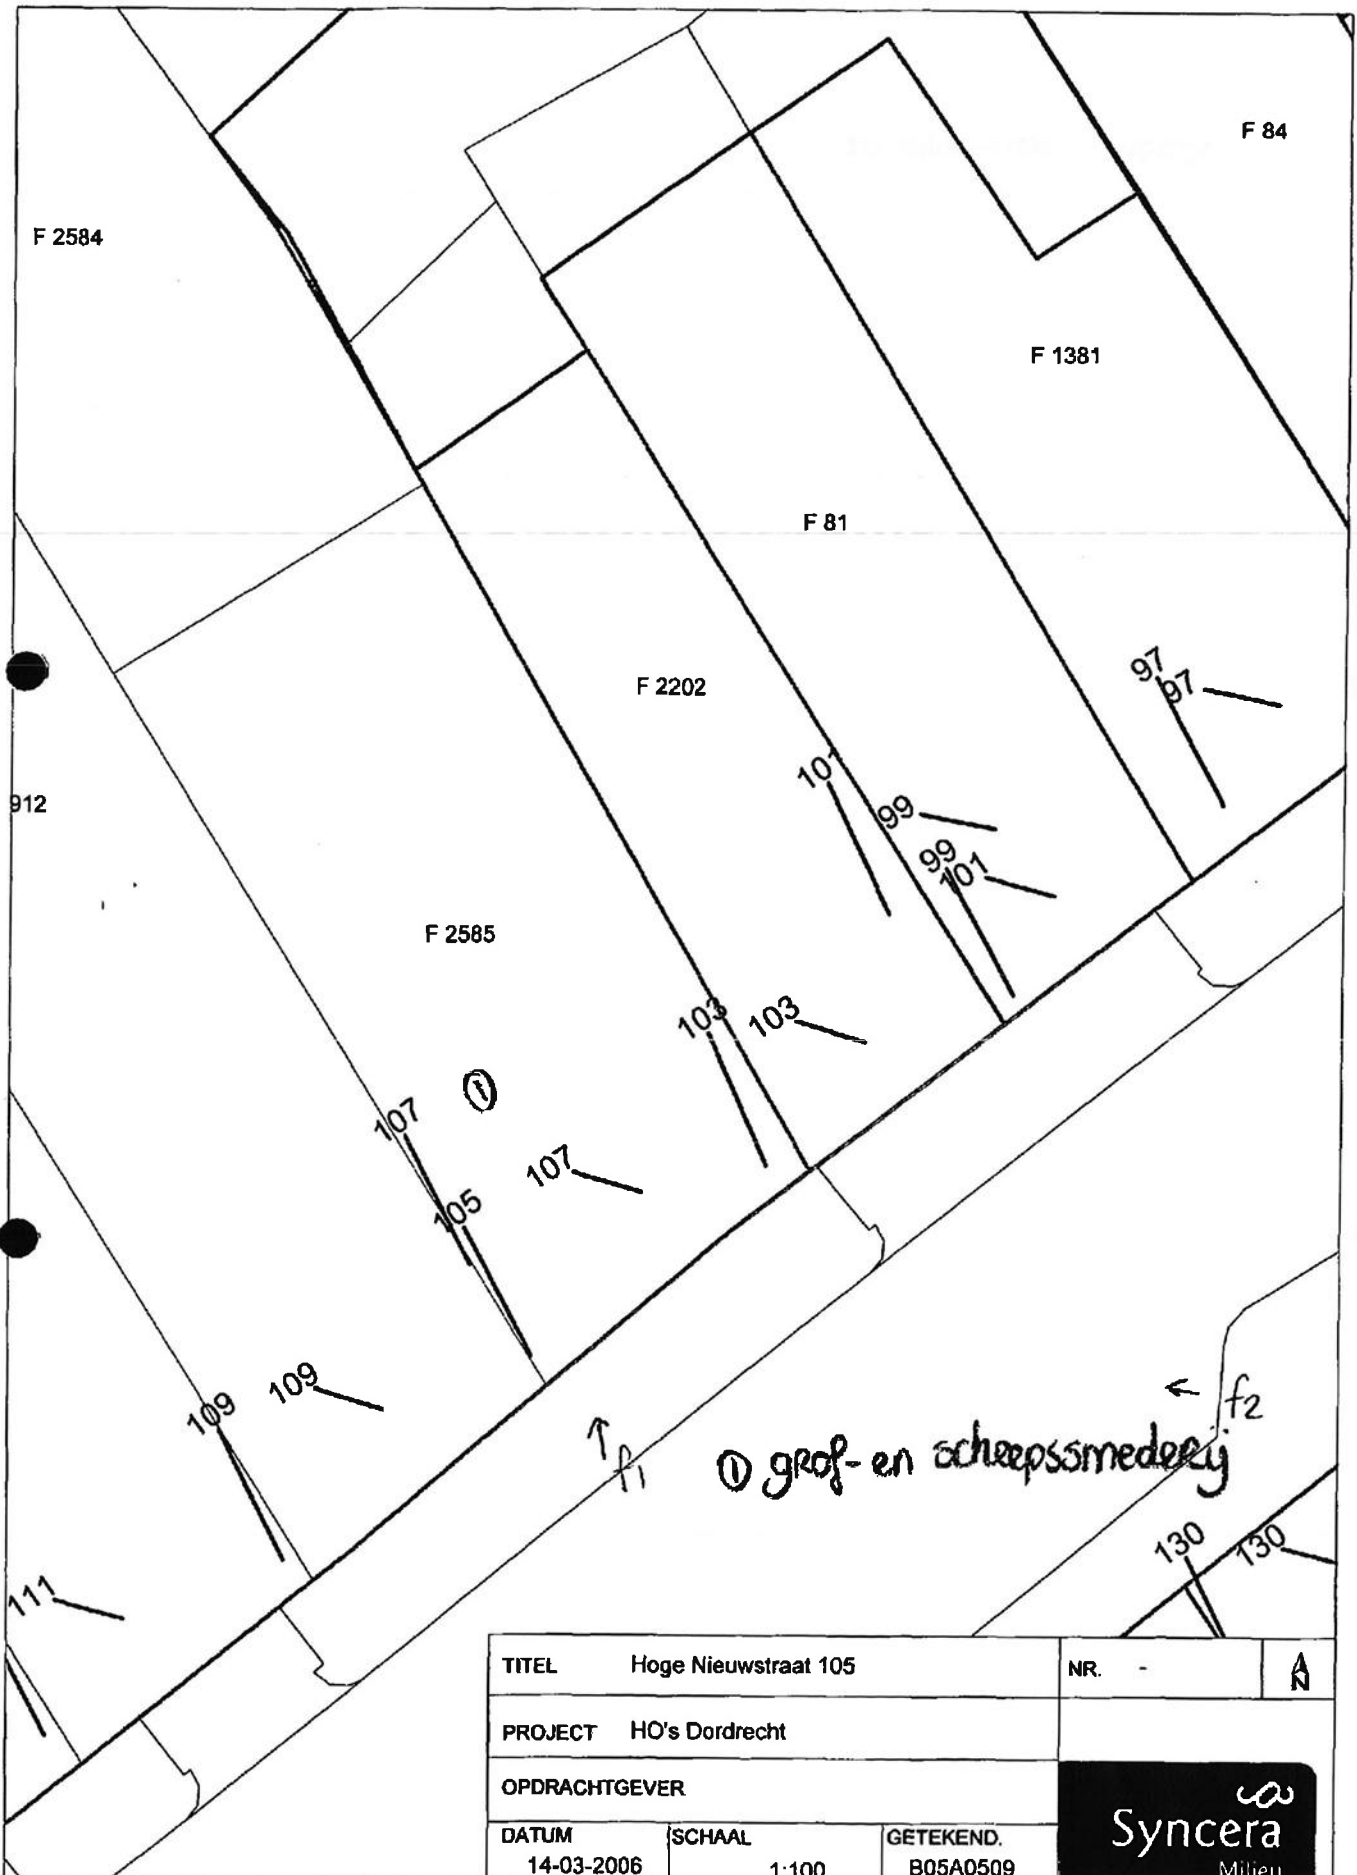 F 84
F 2584
F 1381
F 81
97
97
F 2202
101
912
99
99
101
F 2585
103
103
①
107
107
105
109
109
← f2
↑ f1
① grof- en scheepssmederij
130
130
111
TITEL Hoge Nieuwstraat 105 NR. - N
PROJECT HO's Dordrecht
OPDRACHTGEVER
Syncera
Milieu
DATUM SCHAAL GETEKEND.
14-03-2006 1:100 B05A0509